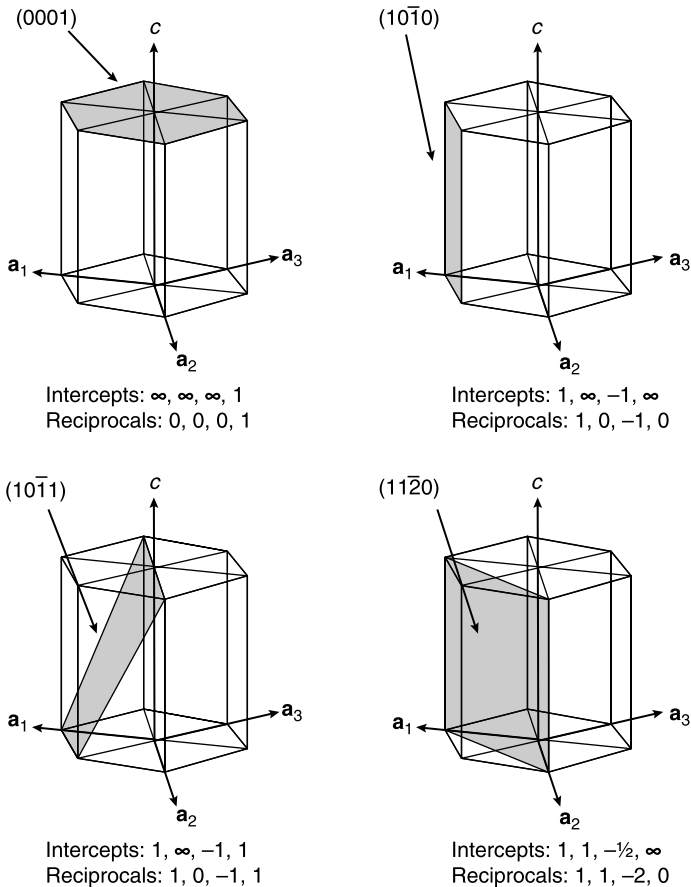 (0001)
c
a₁
a₃
a₂
Intercepts: ∞, ∞, ∞, 1
Reciprocals: 0, 0, 0, 1
(101̅0)
c
a₁
a₃
a₂
Intercepts: 1, ∞, –1, ∞
Reciprocals: 1, 0, -1, 0
(101̅1)
c
a₁
a₃
a₂
Intercepts: 1, ∞, –1, 1
Reciprocals: 1, 0, -1, 1
(112̅0)
c
a₁
a₃
a₂
Intercepts: 1, 1, –½, ∞
Reciprocals: 1, 1, –2, 0